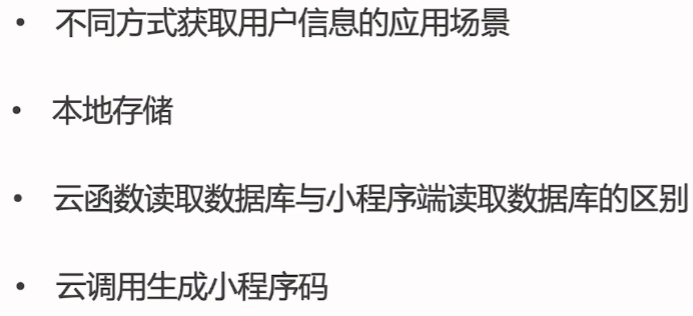 • 不同方式获取用户信息的应用场景
• 本地存储
• 云函数读取数据库与小程序端读取数据库的区别
• 云调用生成小程序码